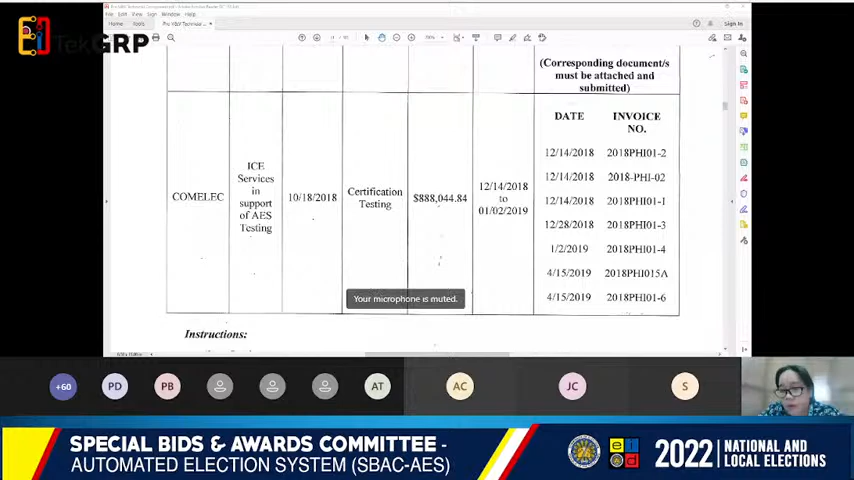 TekGRP
Home Tools
Sign In
(Corresponding document/s
must be attached and
submitted)
DATE INVOICE
NO.
COMELEC
ICE
Services
in
support
of AES
Testing
10/18/2018
Certification
Testing
$888,044.84
12/14/2018
to
01/02/2019
12/14/2018 2018PHI01-2
12/14/2018 2018-PHI-02
12/14/2018 2018PHI01-1
12/28/2018 2018PHI01-3
1/2/2019 2018PHI01-4
4/15/2019 2018PHI015A
4/15/2019 2018PHI01-6
Your microphone is muted.
Instructions:
+60 PD PB AT AC JC S
SPECIAL BIDS & AWARDS COMMITTEE -
AUTOMATED ELECTION SYSTEM (SBAC-AES)
2022 NATIONAL AND
LOCAL ELECTIONS